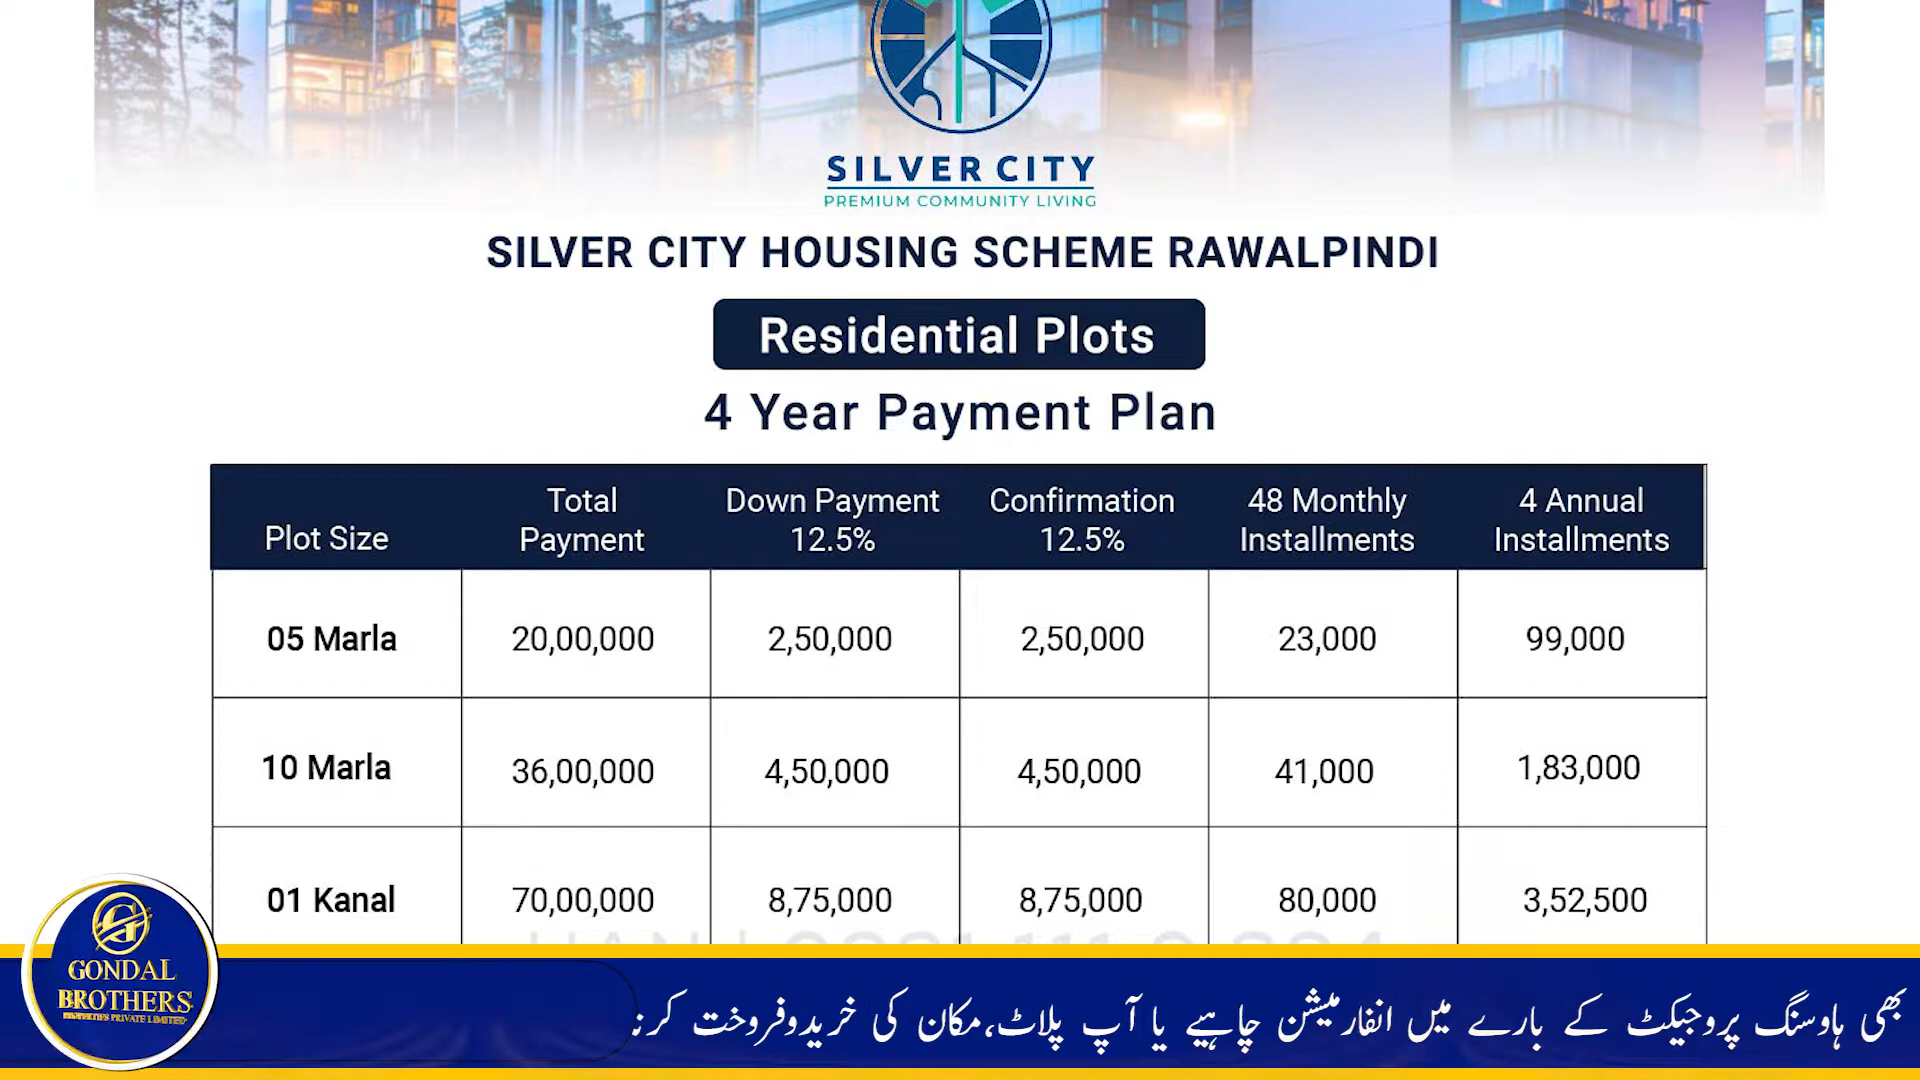 SILVER CITY
PREMIUM COMMUNITY LIVING
SILVER CITY HOUSING SCHEME RAWALPINDI
Residential Plots
4 Year Payment Plan
Plot Size Total Payment Down Payment 12.5% Confirmation 12.5% 48 Monthly Installments 4 Annual Installments
05 Marla 20,00,000 2,50,000 2,50,000 23,000 99,000
10 Marla 36,00,000 4,50,000 4,50,000 41,000 1,83,000
01 Kanal 70,00,000 8,75,000 8,75,000 80,000 3,52,500
GONDAL
BROTHERS
PROPERTIES PRIVATE LIMITED
بھی ہاوسنگ پروجیکٹ کے بارے میں انفارمیشن چاہیے یا آپ پلاٹ،مکان کی خریدوفروخت کر